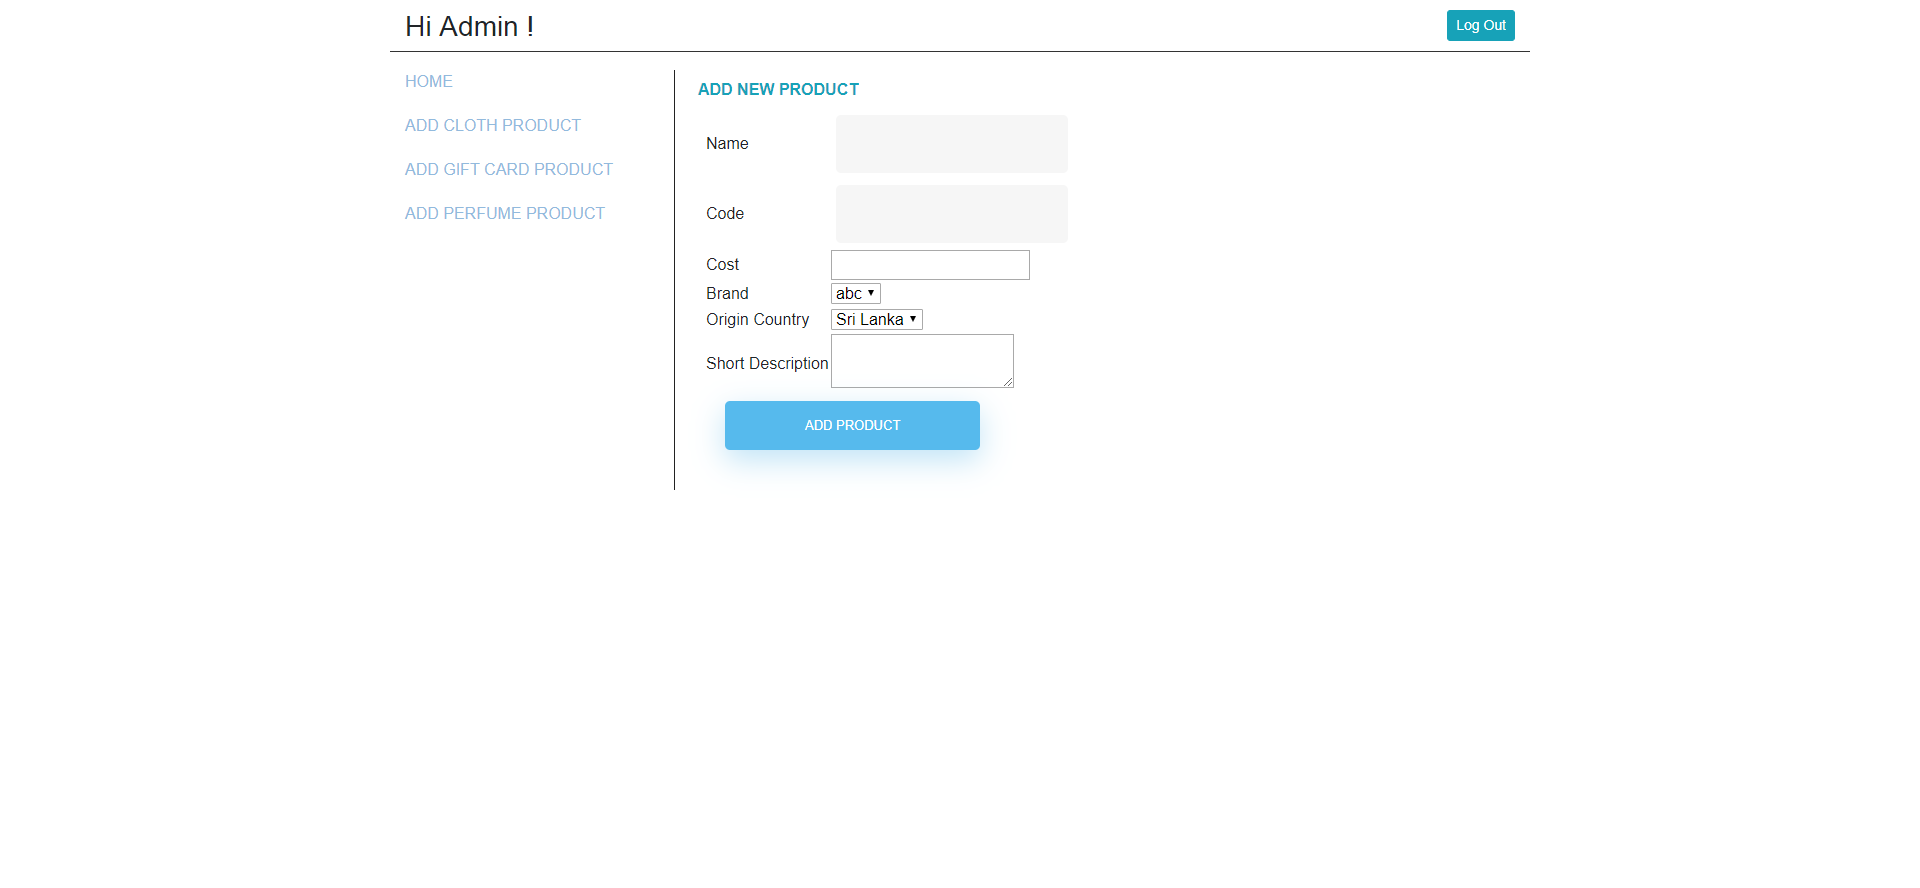 Hi Admin !
Log Out
HOME
ADD CLOTH PRODUCT
ADD GIFT CARD PRODUCT
ADD PERFUME PRODUCT
ADD NEW PRODUCT
Name
Code
Cost
Brand abc
Origin Country Sri Lanka
Short Description
ADD PRODUCT